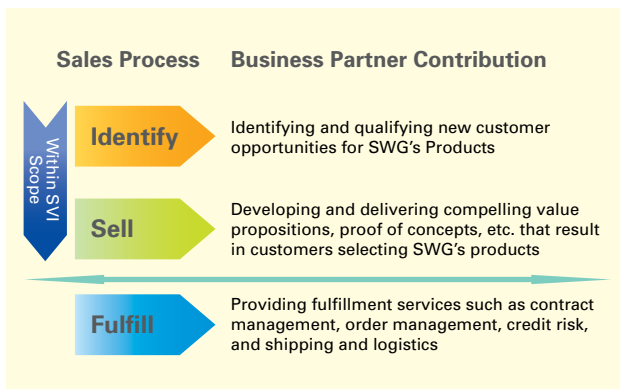 Sales Process Business Partner Contribution
Within SVI
Scope
Identify
Identifying and qualifying new customer
opportunities for SWG's Products
Sell
Developing and delivering compelling value
propositions, proof of concepts, etc. that result
in customers selecting SWG's products
Fulfill
Providing fulfillment services such as contract
management, order management, credit risk,
and shipping and logistics